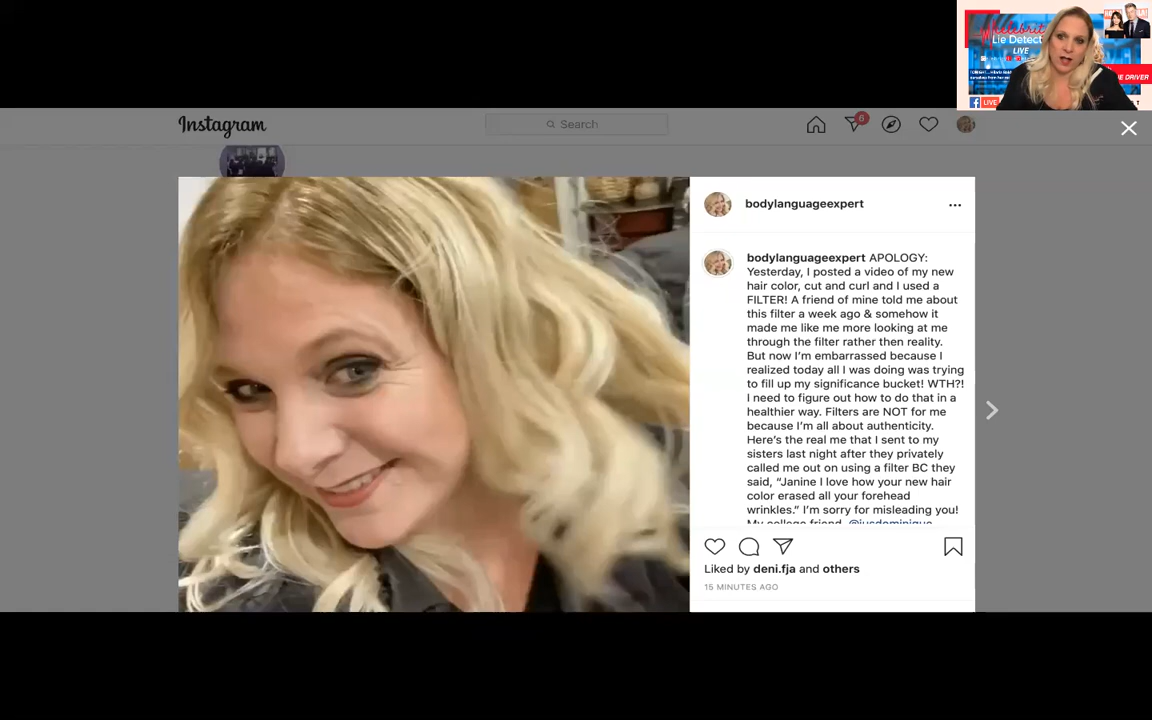 Lie Detect
LIVE
LIVE
E DRIVER
Instagram
Search
6
bodylanguageexpert
bodylanguageexpert APOLOGY:
Yesterday, I posted a video of my new
hair color, cut and curl and I used a
FILTER! A friend of mine told me about
this filter a week ago & somehow it
made me like me more looking at me
through the filter rather then reality.
But now I'm embarrassed because I
realized today all I was doing was trying
to fill up my significance bucket! WTH?!
I need to figure out how to do that in a
healthier way. Filters are NOT for me
because I'm all about authenticity.
Here's the real me that I sent to my
sisters last night after they privately
called me out on using a filter BC they
said, “Janine I love how your new hair
color erased all your forehead
wrinkles.” I'm sorry for misleading you!
My college friend, @jusdominique
Liked by deni.fja and others
15 MINUTES AGO